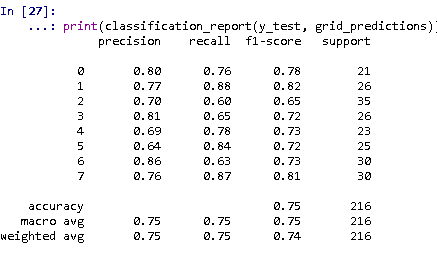 In [27]:
...: print(classification_report(y_test, grid_predictions))
precision recall f1-score support
0 0.80 0.76 0.78 21
1 0.77 0.88 0.82 26
2 0.70 0.60 0.65 35
3 0.81 0.65 0.72 26
4 0.69 0.78 0.73 23
5 0.64 0.84 0.72 25
6 0.86 0.63 0.73 30
7 0.76 0.87 0.81 30
accuracy 0.75 216
macro avg 0.75 0.75 0.75 216
weighted avg 0.75 0.75 0.74 216